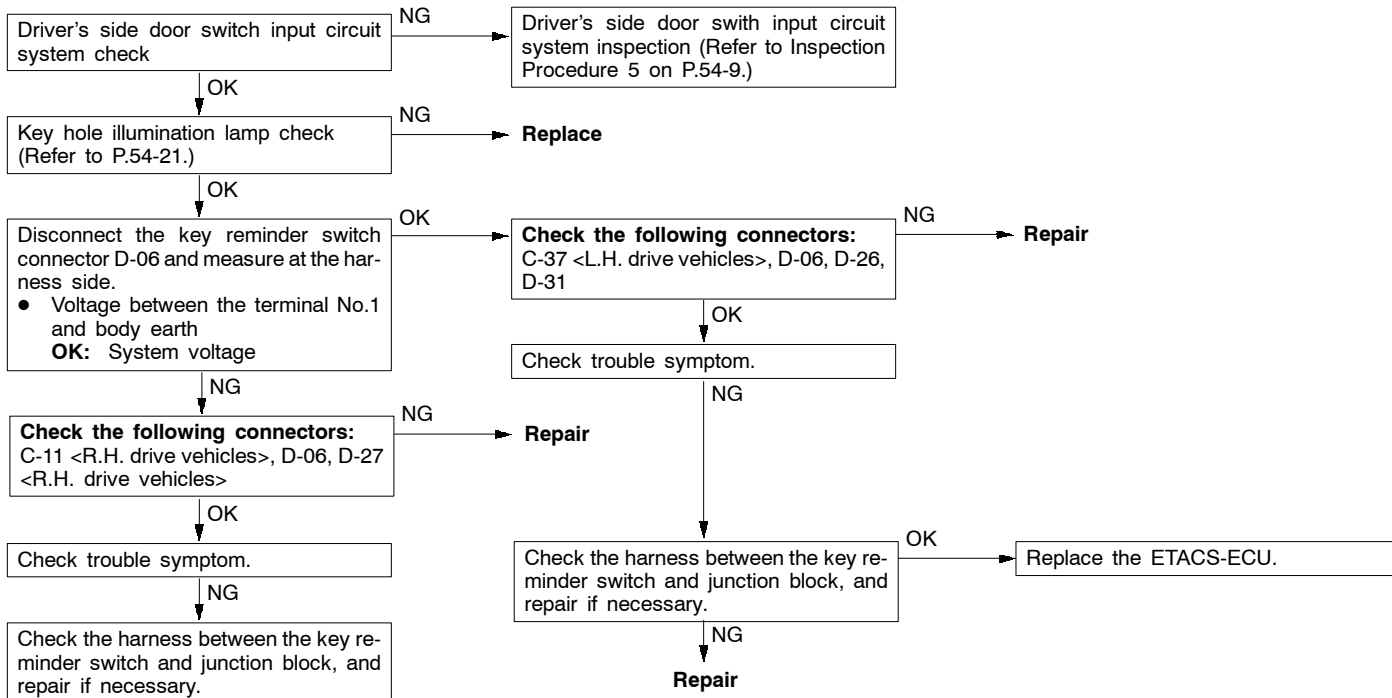 Driver's side door switch input circuit
system check
NG
Driver's side door swith input circuit
system inspection (Refer to Inspection
Procedure 5 on P.54-9.)
OK
Key hole illumination lamp check
(Refer to P.54-21.)
NG
Replace
OK
Disconnect the key reminder switch
connector D-06 and measure at the har-
ness side.
● Voltage between the terminal No.1
and body earth
OK: System voltage
OK
Check the following connectors:
C-37 <L.H. drive vehicles>, D-06, D-26,
D-31
NG
Repair
OK
Check trouble symptom.
NG
NG
Check the following connectors:
C-11 <R.H. drive vehicles>, D-06, D-27
<R.H. drive vehicles>
NG
Repair
OK
Check trouble symptom.
NG
Check the harness between the key re-
minder switch and junction block, and
repair if necessary.
Check the harness between the key re-
minder switch and junction block, and
repair if necessary.
OK
Replace the ETACS-ECU.
NG
Repair